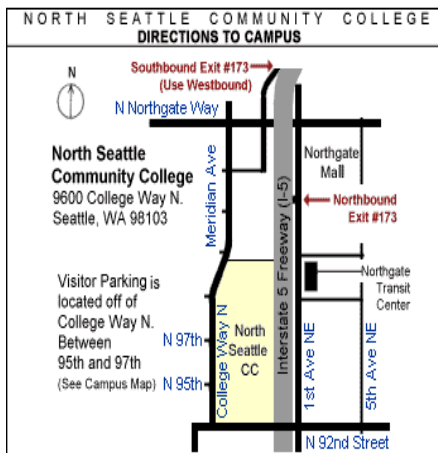 NORTH SEATTLE COMMUNITY COLLEGE
DIRECTIONS TO CAMPUS
N
Southbound Exit #173
(Use Westbound)
N Northgate Way
North Seattle
Community College
9600 College Way N.
Seattle, WA 98103
Meridian Ave
Interstate 5 Freeway (I-5)
Northgate
Mall
Northbound
Exit #173
Northgate
Transit
Center
Visitor Parking is
located off of
College Way N.
Between
95th and 97th
(See Campus Map)
N 97th
N 95th
College Way N
North
Seattle
CC
1st Ave NE
5th Ave NE
N 92nd Street